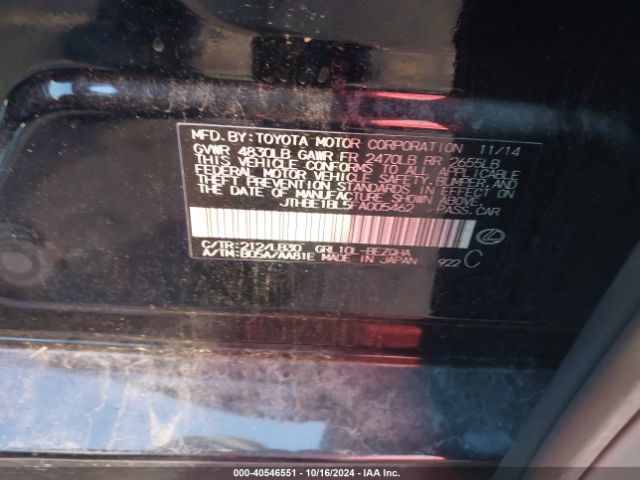 MFD. BY: TOYOTA MOTOR CORPORATION 11/14
GVWR 4830LB GAWR FR 2470LB RR 2655LB
THIS VEHICLE CONFORMS TO ALL APPLICABLE
FEDERAL MOTOR VEHICLE SAFETY, BUMPER, AND
THEFT PREVENTION STANDARDS IN EFFECT ON
THE DATE OF MANUFACTURE SHOWN ABOVE.
JTHBE1BL5FA005462 PASS.CAR
C/TR:212/LB30 GRL10L-BEZQHA
A/TM:B05A/AA81E MADE IN JAPAN 922 C
000-40546551 - 10/16/2024 - IAA Inc.